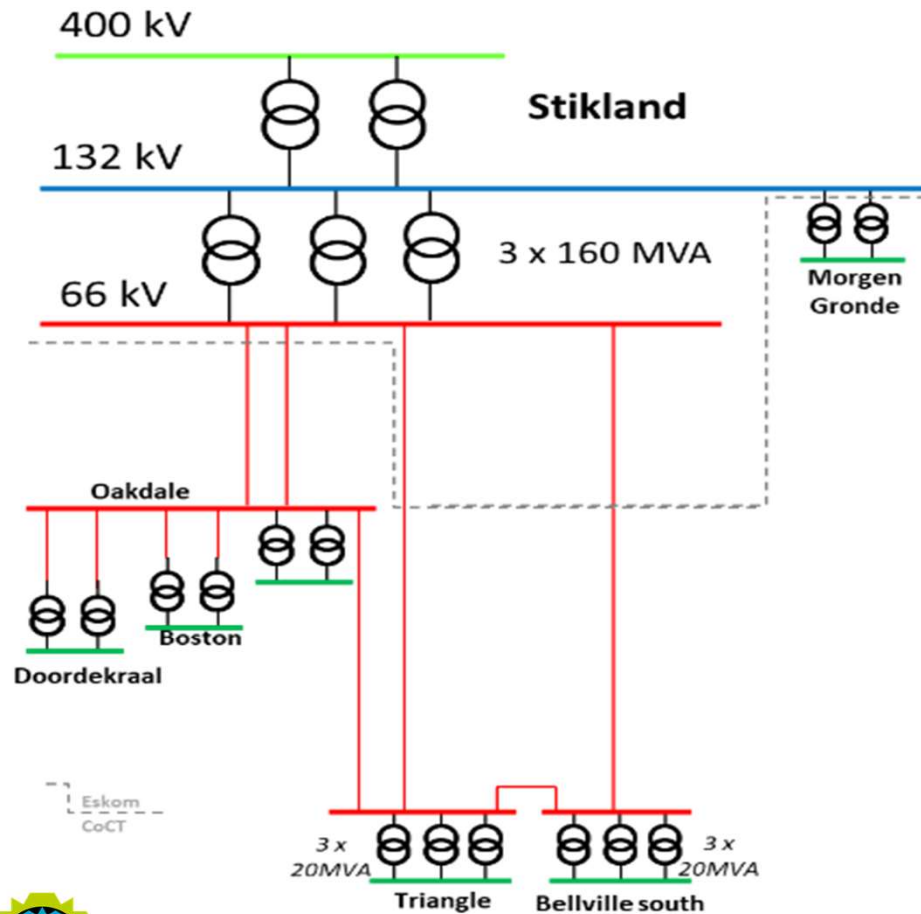 400 kV
Stikland
132 kV
3 x 160 MVA
Morgen
Gronde
66 kV
Oakdale
Boston
Doordekraal
Eskom
CoCT
3 x
20MVA
3 x
20MVA
Triangle
Bellville south